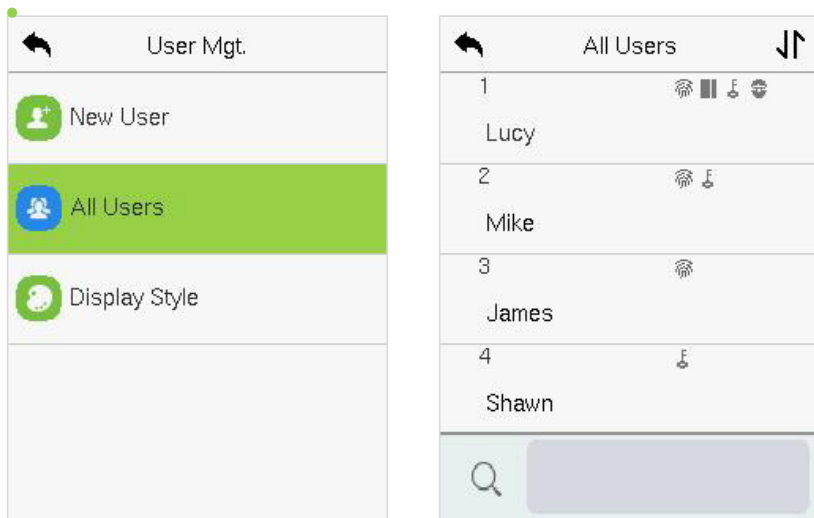 User Mgt.
New User
All Users
Display Style
All Users
1
Lucy
2
Mike
3
James
4
Shawn